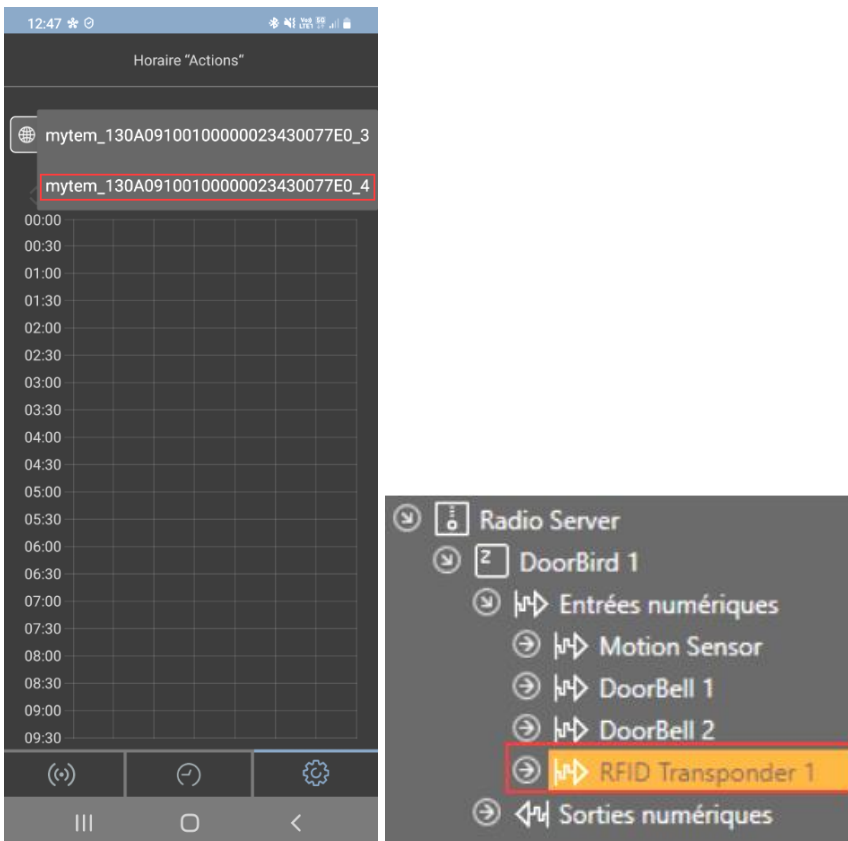 12:47
Horaire "Actions"
mytem_130A09100100000023430077E0_3
mytem_130A09100100000023430077E0_4
00:00
00:30
01:00
01:30
02:00
02:30
03:00
03:30
04:00
04:30
05:00
05:30
06:00
06:30
07:00
07:30
08:00
08:30
09:00
09:30
Radio Server
Z DoorBird 1
Entrées numériques
Motion Sensor
DoorBell 1
DoorBell 2
RFID Transponder 1
Sorties numériques